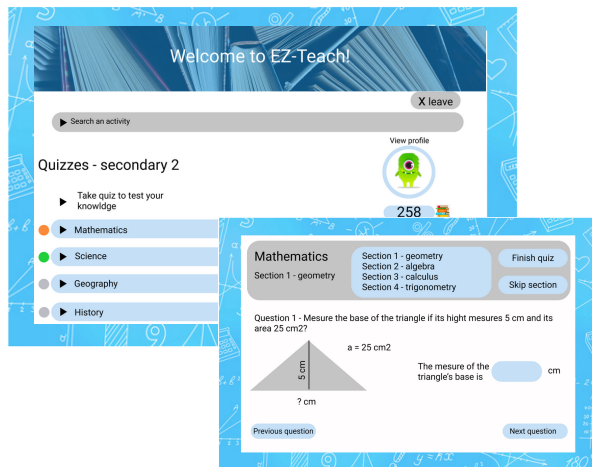 Welcome to EZ-Teach!
X leave
Search an activity
View profile
Quizzes - secondary 2
Take quiz to test your
knowldge
258
Mathematics
Science
Geography
History
Mathematics
Section 1 - geometry
Section 1 - geometry
Section 2 - algebra
Section 3 - calculus
Section 4 - trigonometry
Finish quiz
Skip section
Question 1 - Mesure the base of the triangle if its hight mesures 5 cm and its
area 25 cm2?
a = 25 cm2
5 cm
? cm
The mesure of the
triangle's base is
cm
Previous question
Next question